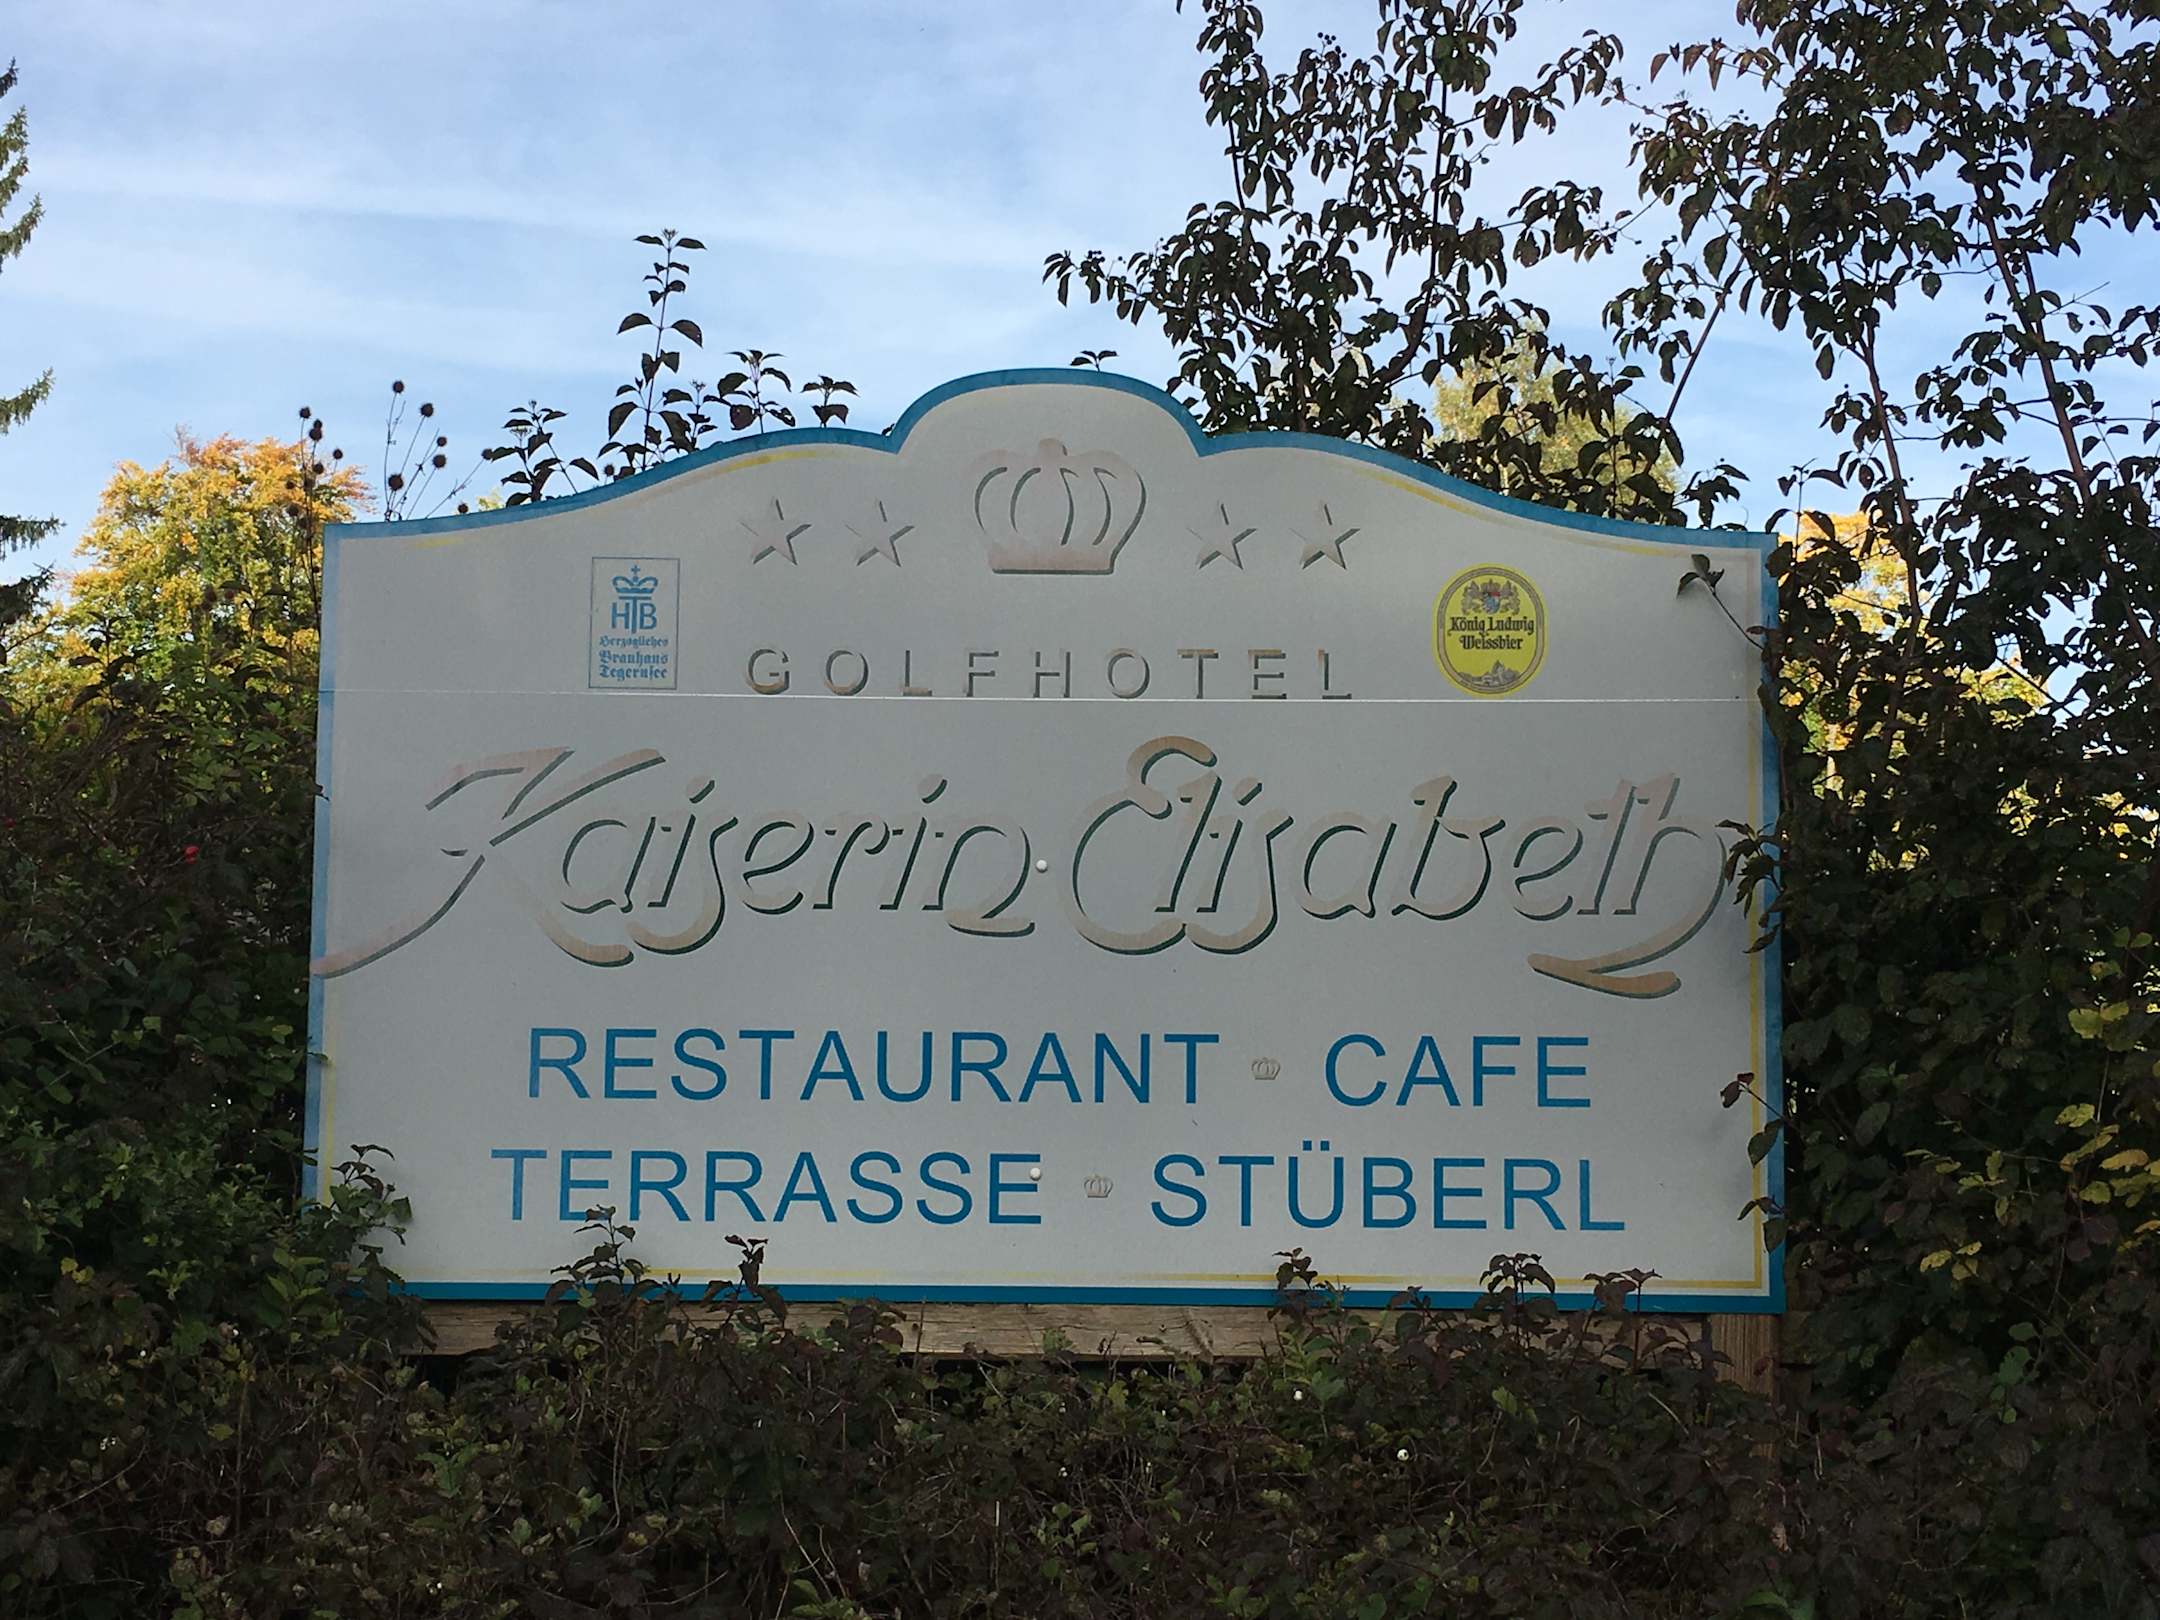 HTB
Herzogliches
Brauhaus
Tegernsee
König Ludwig
Weissbier
GOLFHOTEL
Kaiserin Elisabeth
RESTAURANT CAFE
TERRASSE STÜBERL